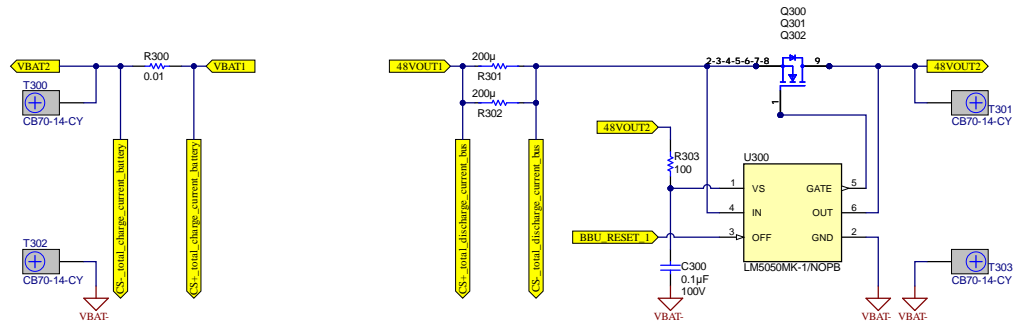 Q300
Q301
Q302
R300
0.01
VBAT2
VBAT1
T300
CB70-14-CY
200µ
R301
200µ
R302
48VOUT1
2-3-4-5-6-7-8
9
1
48VOUT2
T301
CB70-14-CY
48VOUT2
R303
100
U300
1
VS
GATE
5
4
IN
OUT
6
BBU_RESET_1
3
OFF
GND
2
LM5050MK-1/NOPB
C300
0.1µF
100V
VBAT-
VBAT-
VBAT-
T302
CB70-14-CY
VBAT-
CS-_total_charge_current_battery
CS+_total_charge_current_battery
CS+_total_discharge_current_bus
CS-_total_discharge_current_bus
T303
CB70-14-CY